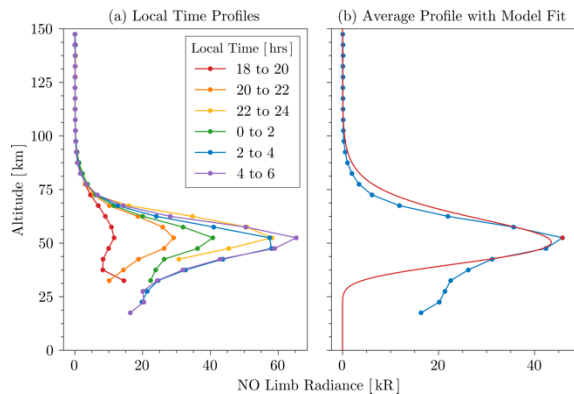 (a) Local Time Profiles
(b) Average Profile with Model Fit
Local Time [hrs]
18 to 20
20 to 22
22 to 24
0 to 2
2 to 4
4 to 6
Altitude [km]
150
125
100
75
50
25
0
0 20 40 60
0 10 20 30 40
NO Limb Radiance [kR]